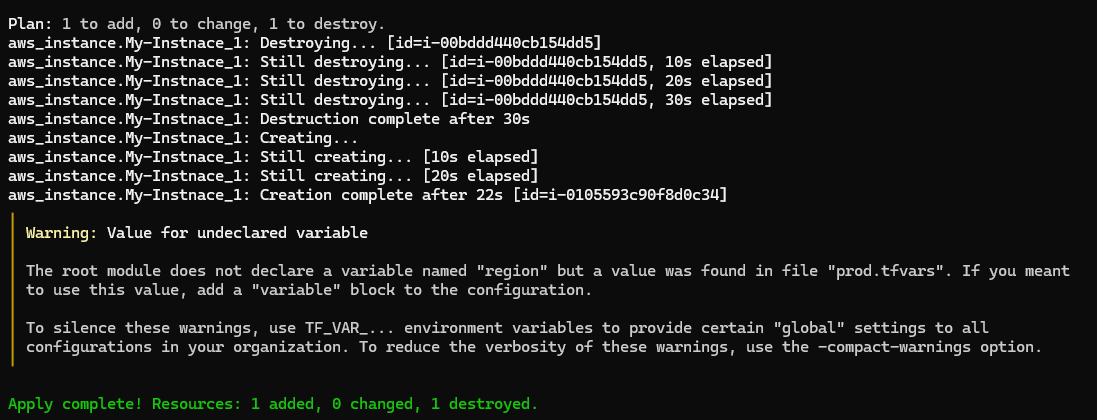 Plan: 1 to add, 0 to change, 1 to destroy.
aws_instance.My-Instnace_1: Destroying... [id=i-00bddd440cb154dd5]
aws_instance.My-Instnace_1: Still destroying... [id=i-00bddd440cb154dd5, 10s elapsed]
aws_instance.My-Instnace_1: Still destroying... [id=i-00bddd440cb154dd5, 20s elapsed]
aws_instance.My-Instnace_1: Still destroying... [id=i-00bddd440cb154dd5, 30s elapsed]
aws_instance.My-Instnace_1: Destruction complete after 30s
aws_instance.My-Instnace_1: Creating...
aws_instance.My-Instnace_1: Still creating... [10s elapsed]
aws_instance.My-Instnace_1: Still creating... [20s elapsed]
aws_instance.My-Instnace_1: Creation complete after 22s [id=i-0105593c90f8d0c34]
Warning: Value for undeclared variable
The root module does not declare a variable named "region" but a value was found in file "prod.tfvars". If you meant
to use this value, add a "variable" block to the configuration.
To silence these warnings, use TF_VAR_... environment variables to provide certain "global" settings to all
configurations in your organization. To reduce the verbosity of these warnings, use the -compact-warnings option.
Apply complete! Resources: 1 added, 0 changed, 1 destroyed.